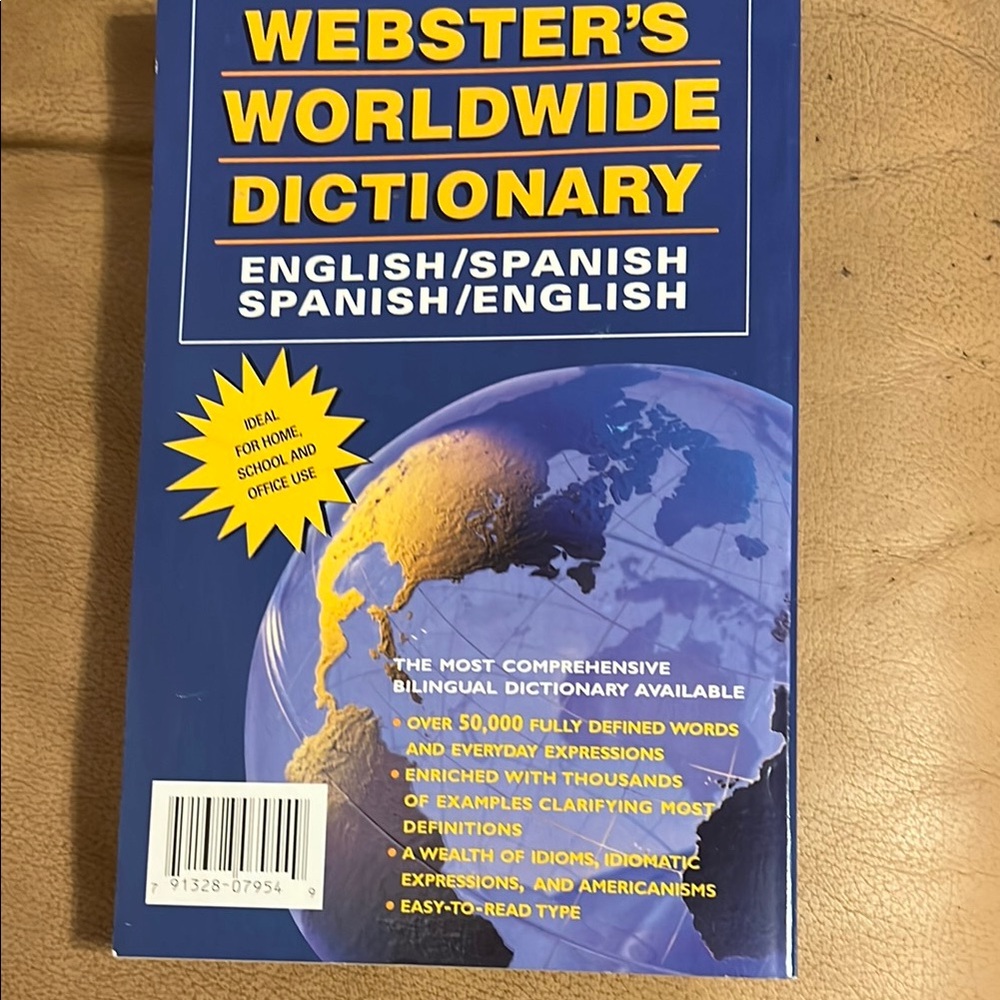 WEBSTER'S
WORLDWIDE
DICTIONARY
ENGLISH/SPANISH
SPANISH/ENGLISH
IDEAL
FOR HOME,
SCHOOL AND
OFFICE USE
THE MOST COMPREHENSIVE
BILINGUAL DICTIONARY AVAILABLE
• OVER 50,000 FULLY DEFINED WORDS
AND EVERYDAY EXPRESSIONS
• ENRICHED WITH THOUSANDS
OF EXAMPLES CLARIFYING MOST
DEFINITIONS
• A WEALTH OF IDIOMS, IDIOMATIC
EXPRESSIONS, AND AMERICANISMS
• EASY-TO-READ TYPE
7 91328-07954 9